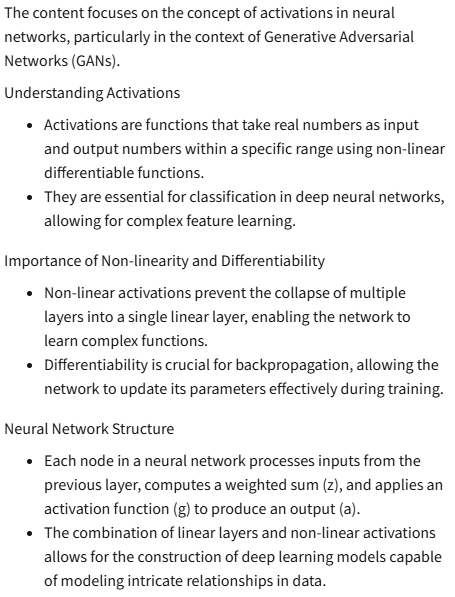 The content focuses on the concept of activations in neural
networks, particularly in the context of Generative Adversarial
Networks (GANs).
Understanding Activations
• Activations are functions that take real numbers as input
and output numbers within a specific range using non-linear
differentiable functions.
• They are essential for classification in deep neural networks,
allowing for complex feature learning.
Importance of Non-linearity and Differentiability
• Non-linear activations prevent the collapse of multiple
layers into a single linear layer, enabling the network to
learn complex functions.
• Differentiability is crucial for backpropagation, allowing the
network to update its parameters effectively during training.
Neural Network Structure
• Each node in a neural network processes inputs from the
previous layer, computes a weighted sum (z), and applies an
activation function (g) to produce an output (a).
• The combination of linear layers and non-linear activations
allows for the construction of deep learning models capable
of modeling intricate relationships in data.